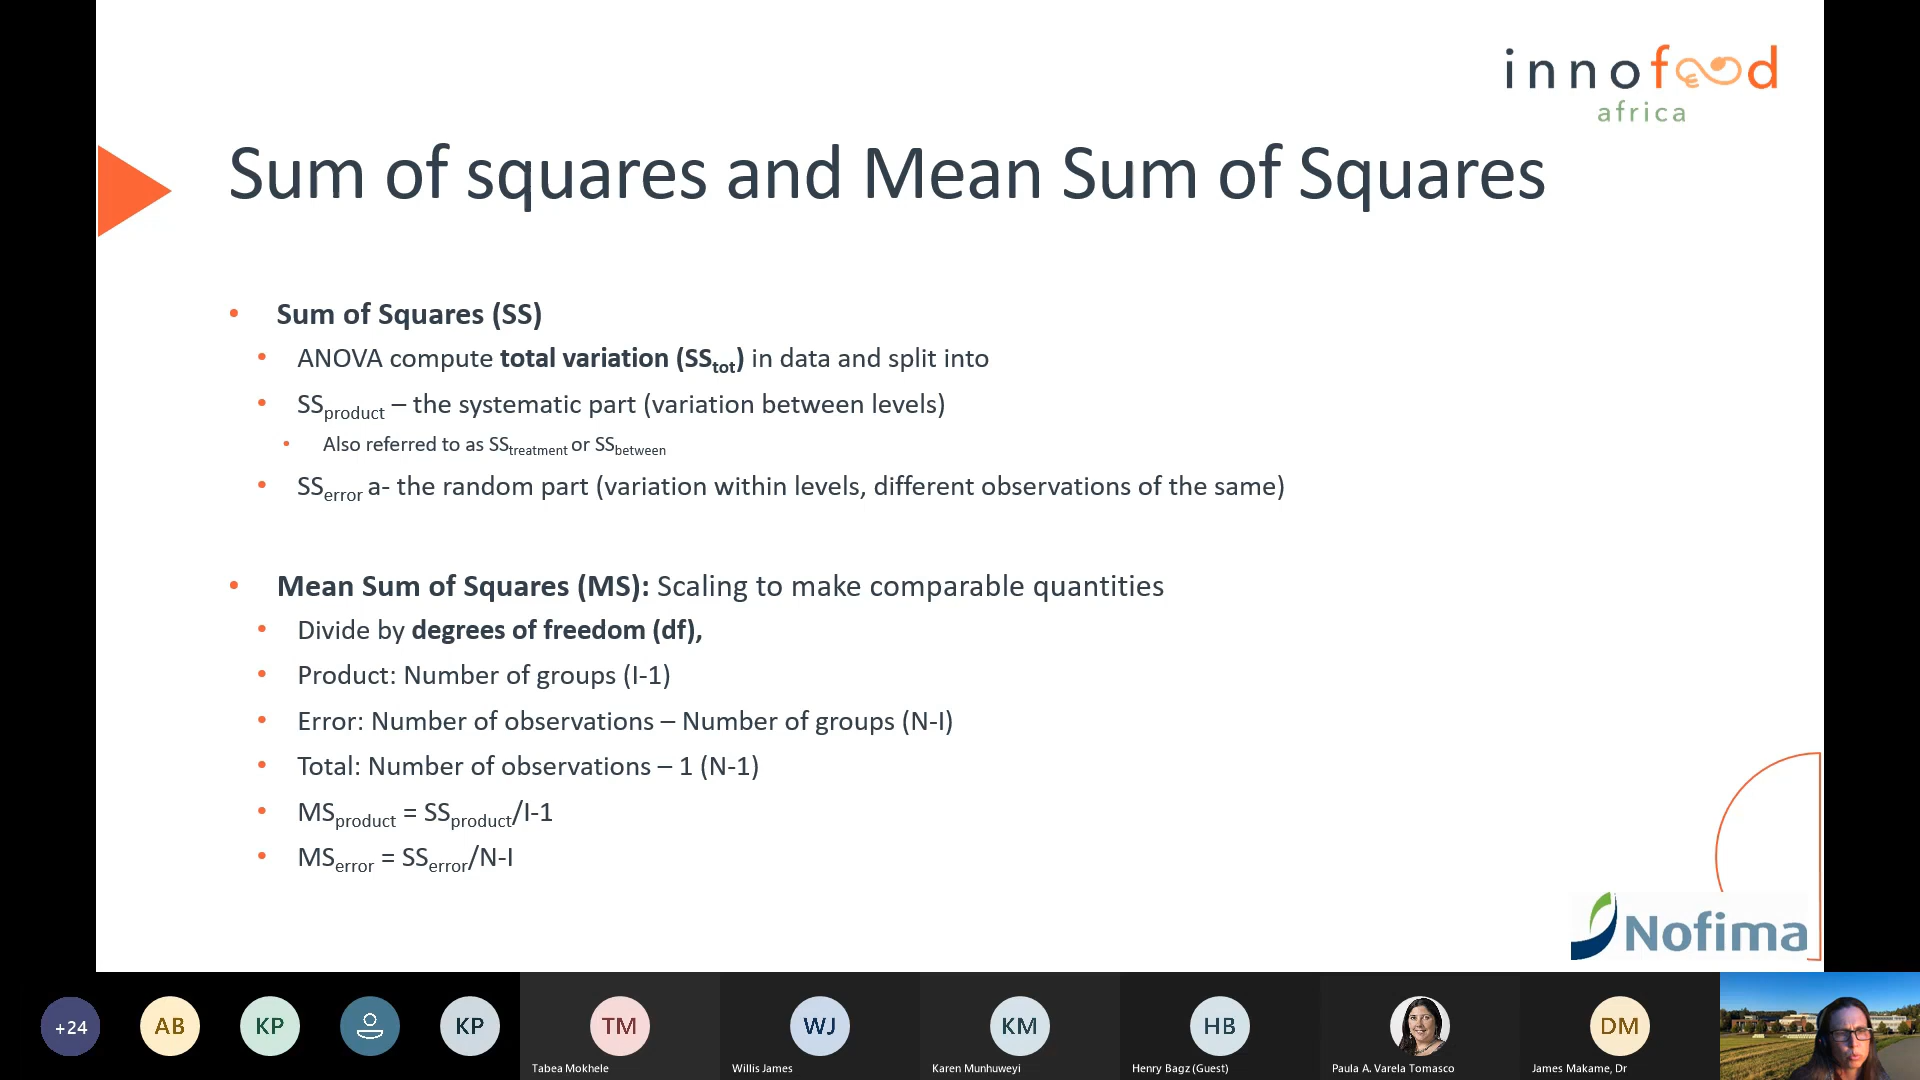 innofood
africa
Sum of squares and Mean Sum of Squares
• Sum of Squares (SS)
• ANOVA compute total variation (SStot) in data and split into
• SSproduct – the systematic part (variation between levels)
• Also referred to as SStreatment or SSbetween
• SSerror a- the random part (variation within levels, different observations of the same)
• Mean Sum of Squares (MS): Scaling to make comparable quantities
• Divide by degrees of freedom (df),
• Product: Number of groups (I-1)
• Error: Number of observations – Number of groups (N-I)
• Total: Number of observations – 1 (N-1)
• MSproduct = SSproduct/I-1
• MSerror = SSerror/N-I
Nofima
+24 AB KP KP TM WJ KM HB DM
Tabea Mokhele Willis James Karen Munhuweyi Henry Bagz (Guest) Paula A. Varela Tomasco James Makame, Dr